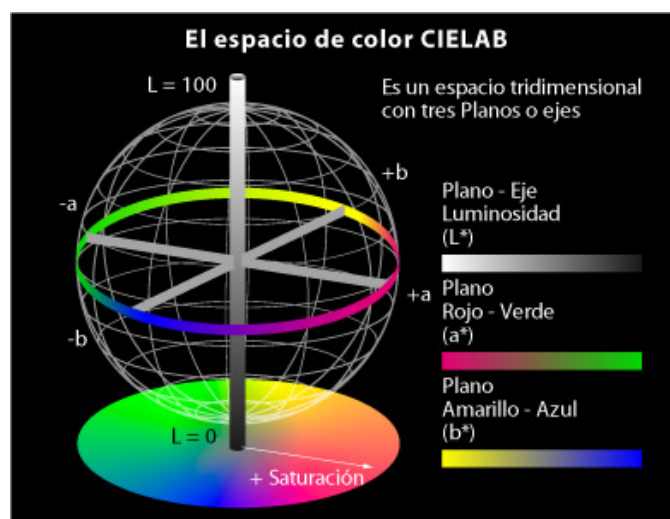 El espacio de color CIELAB
L = 100
Es un espacio tridimensional
con tres Planos o ejes
+b
-a
Plano - Eje
Luminosidad
(L*)
+a
Plano
Rojo - Verde
(a*)
-b
Plano
Amarillo - Azul
(b*)
L = 0
+ Saturación